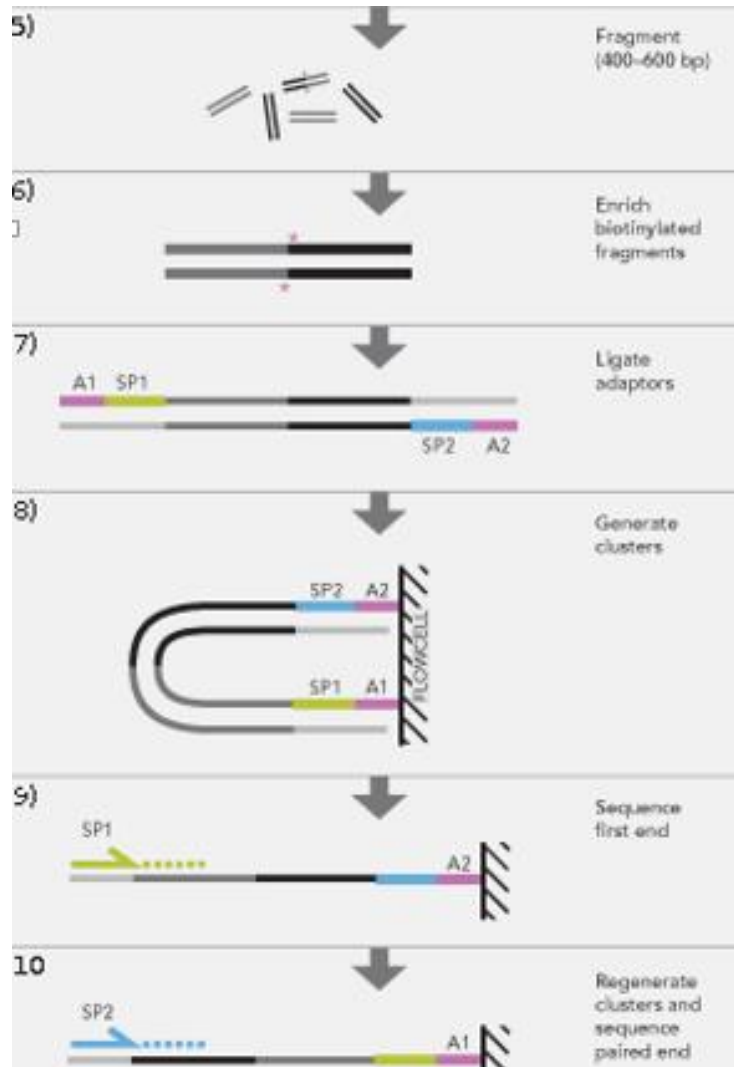 5)
Fragment
(400–600 bp)
6)
Enrich
biotinylated
fragments
7)
A1 SP1
Ligate
adaptors
SP2 A2
8)
Generate
clusters
SP2 A2
FLOWCELL
SP1 A1
9)
Sequence
first end
SP1
A2
10
Regenerate
clusters and
sequence
paired end
SP2
A1